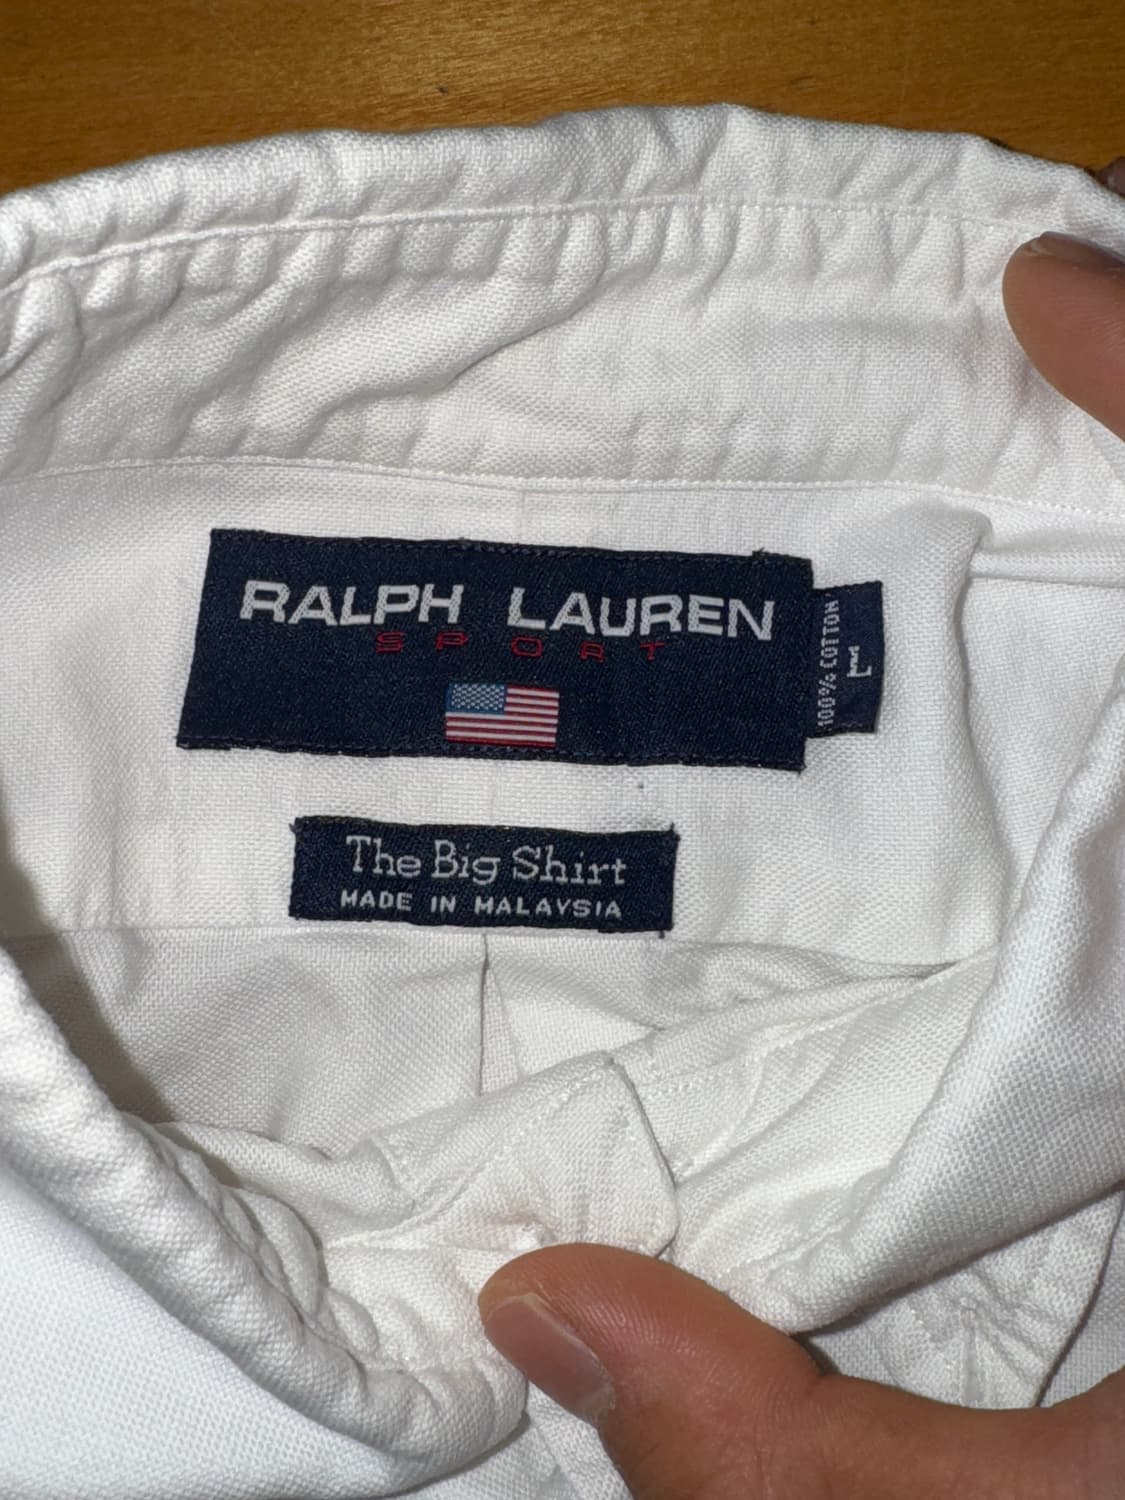 RALPH LAUREN
SPORT
100% COTTON
L
The Big Shirt
MADE IN MALAYSIA